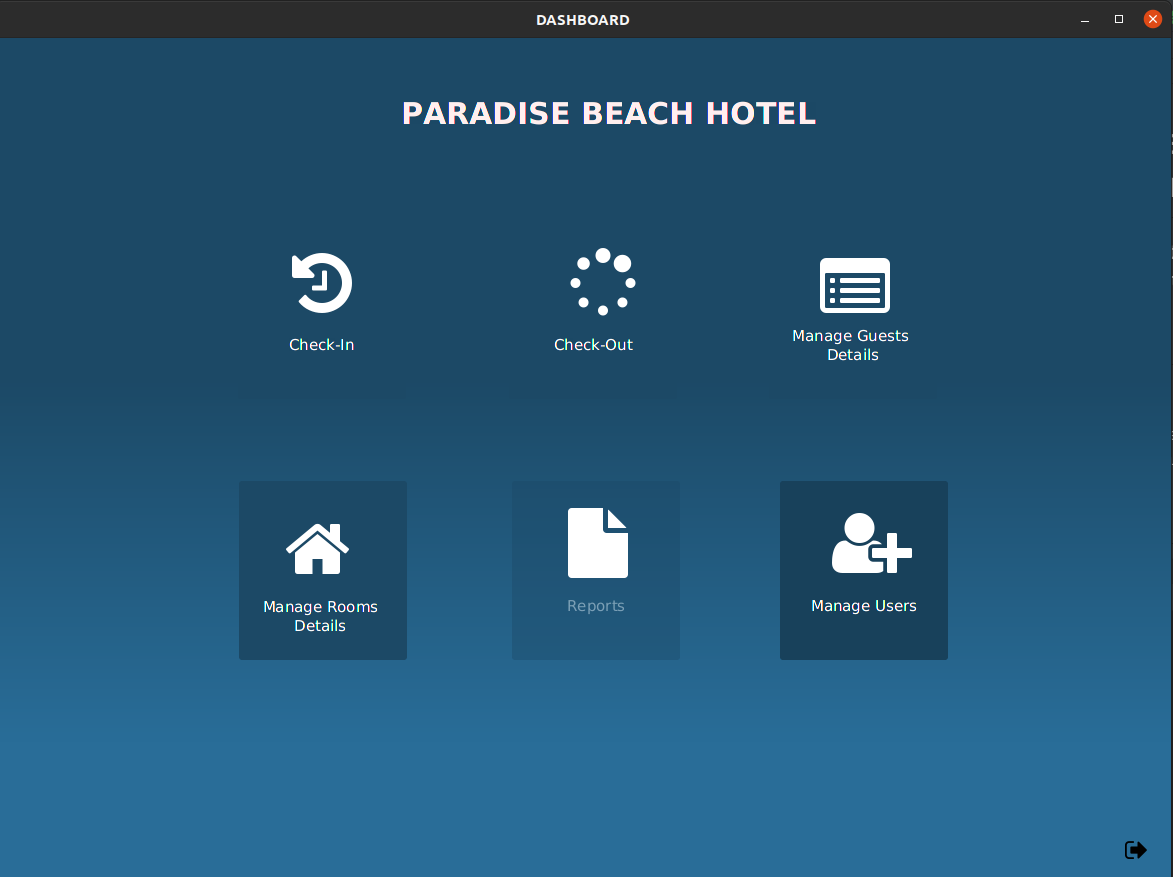 DASHBOARD
PARADISE BEACH HOTEL
Check-In
Check-Out
Manage Guests
Details
Manage Rooms
Details
Reports
Manage Users